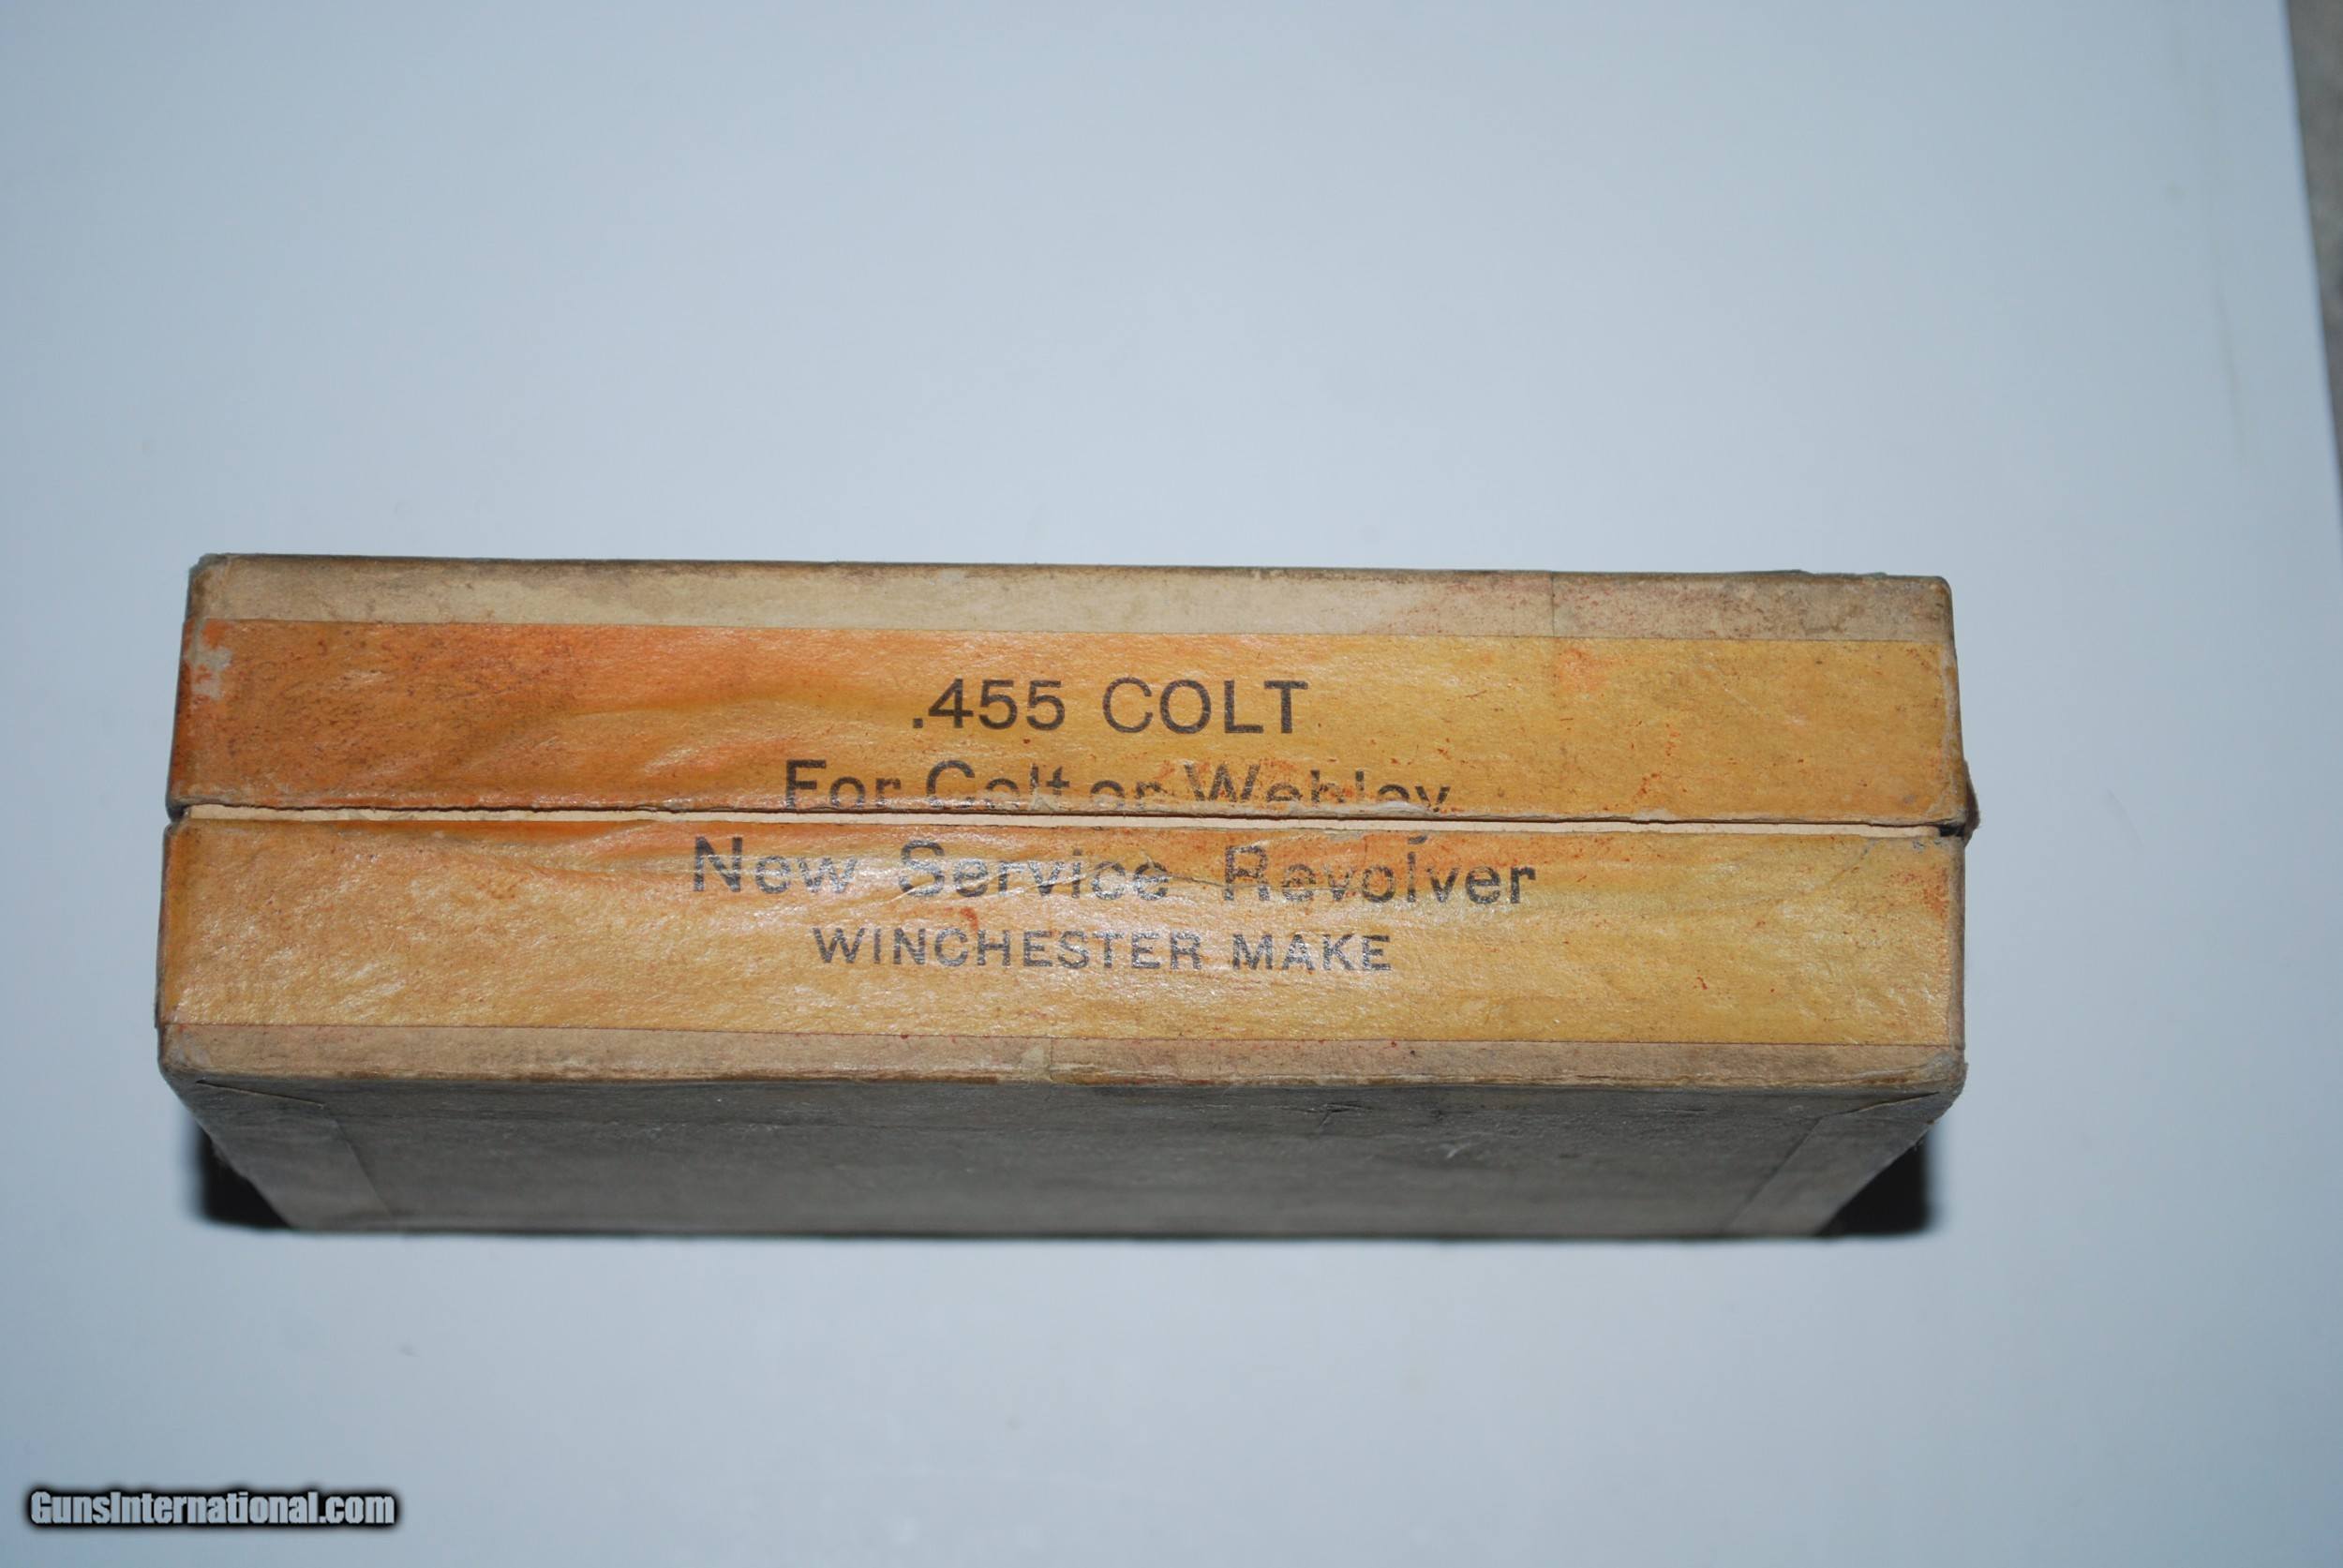 .455 COLT
For Colt or Webley
New Service Revolver
WINCHESTER MAKE
GunsInternational.com